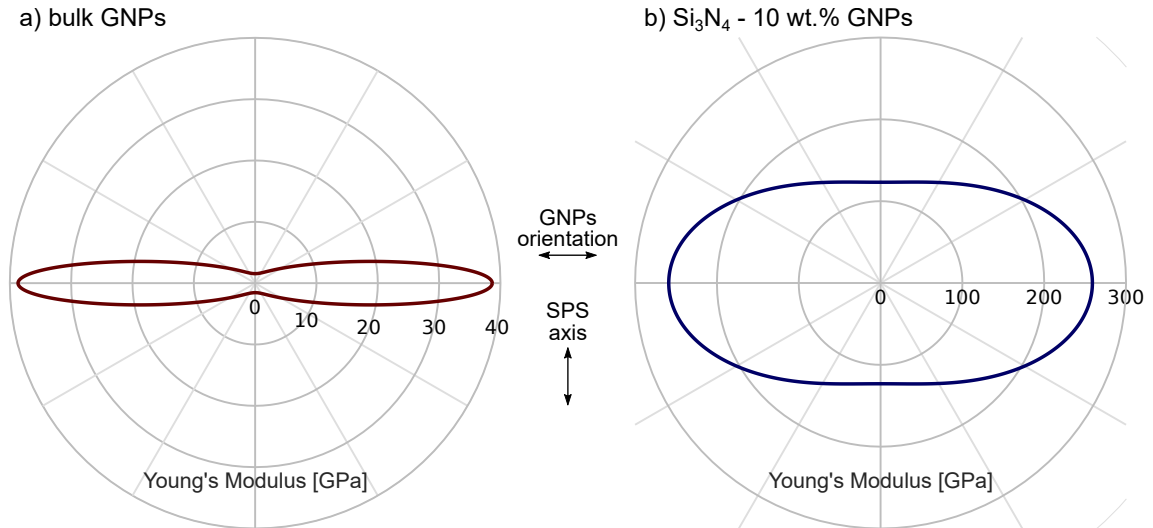 a) bulk GNPs
b) Si₃N₄ - 10 wt.% GNPs
GNPs
orientation
SPS
axis
0
10
20
30
40
0
100
200
300
Young's Modulus [GPa]
Young's Modulus [GPa]